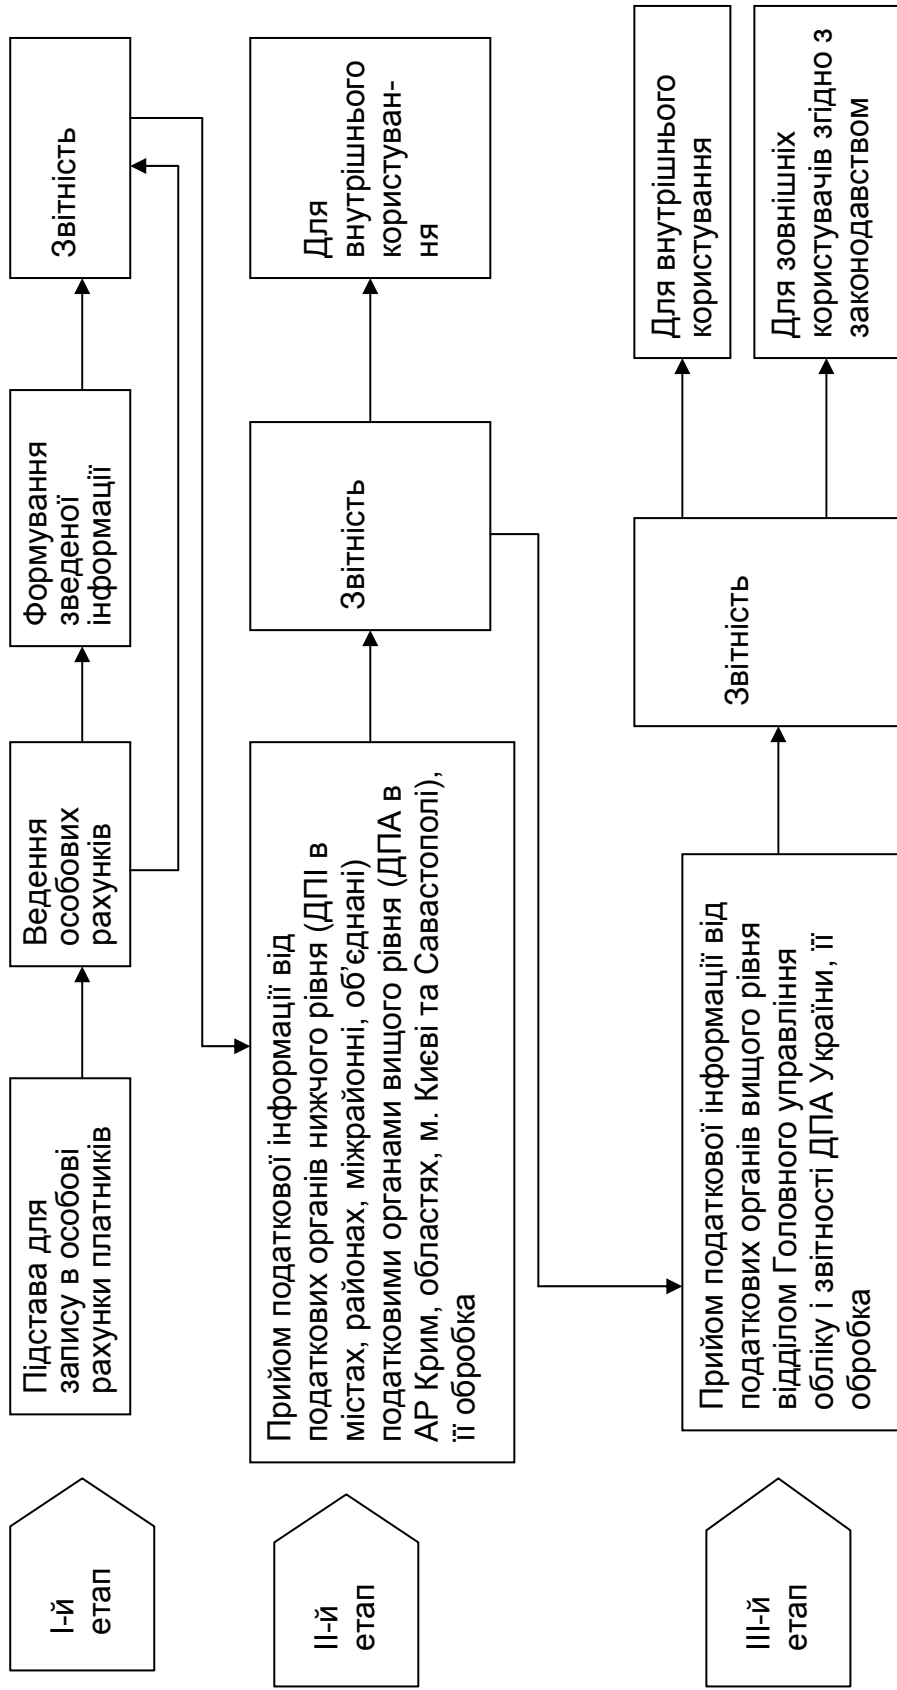 І-й
етап
Підстава для
запису в особові
рахунки платників
Ведення
особових
рахунків
Формування
зведеної
інформації
Звітність
ІІ-й
етап
Прийом податкової інформації від
податкових органів нижчого рівня (ДПІ в
містах, районах, міжрайонні, об’єднані)
податковими органами вищого рівня (ДПА в
АР Крим, областях, м. Києві та Савастополі),
її обробка
Звітність
Для
внутрішнього
користуван-
ня
ІІІ-й
етап
Прийом податкової інформації від
податкових органів вищого рівня
відділом Головного управління
обліку і звітності ДПА України, її
обробка
Звітність
Для внутрішнього
користування
Для зовнішніх
користувачів згідно з
законодавством